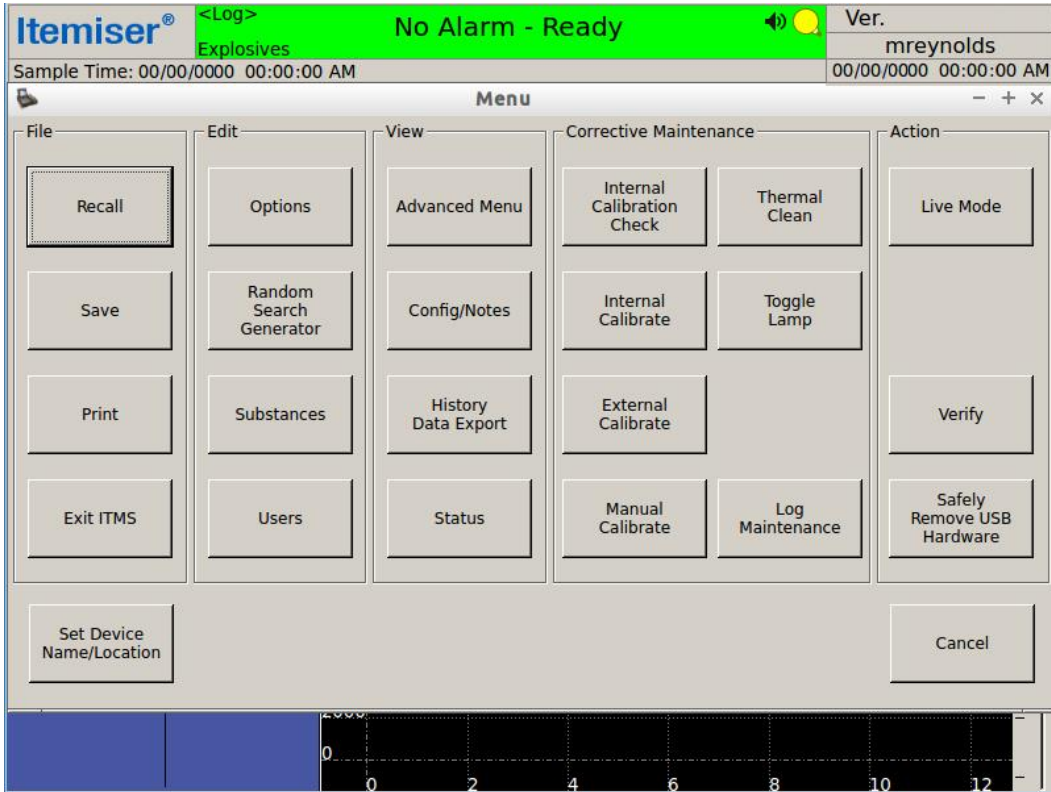 Itemiser®
<Log>
Explosives
No Alarm - Ready
Ver.
mreynolds
Sample Time: 00/00/0000 00:00:00 AM
00/00/0000 00:00:00 AM
Menu
File
Edit
View
Corrective Maintenance
Action
Recall
Options
Advanced Menu
Internal
Calibration
Check
Thermal
Clean
Live Mode
Save
Random
Search
Generator
Config/Notes
Internal
Calibrate
Toggle
Lamp
Print
Substances
History
Data Export
External
Calibrate
Verify
Exit ITMS
Users
Status
Manual
Calibrate
Log
Maintenance
Safely
Remove USB
Hardware
Set Device
Name/Location
Cancel
2000
0
0 2 4 6 8 10 12